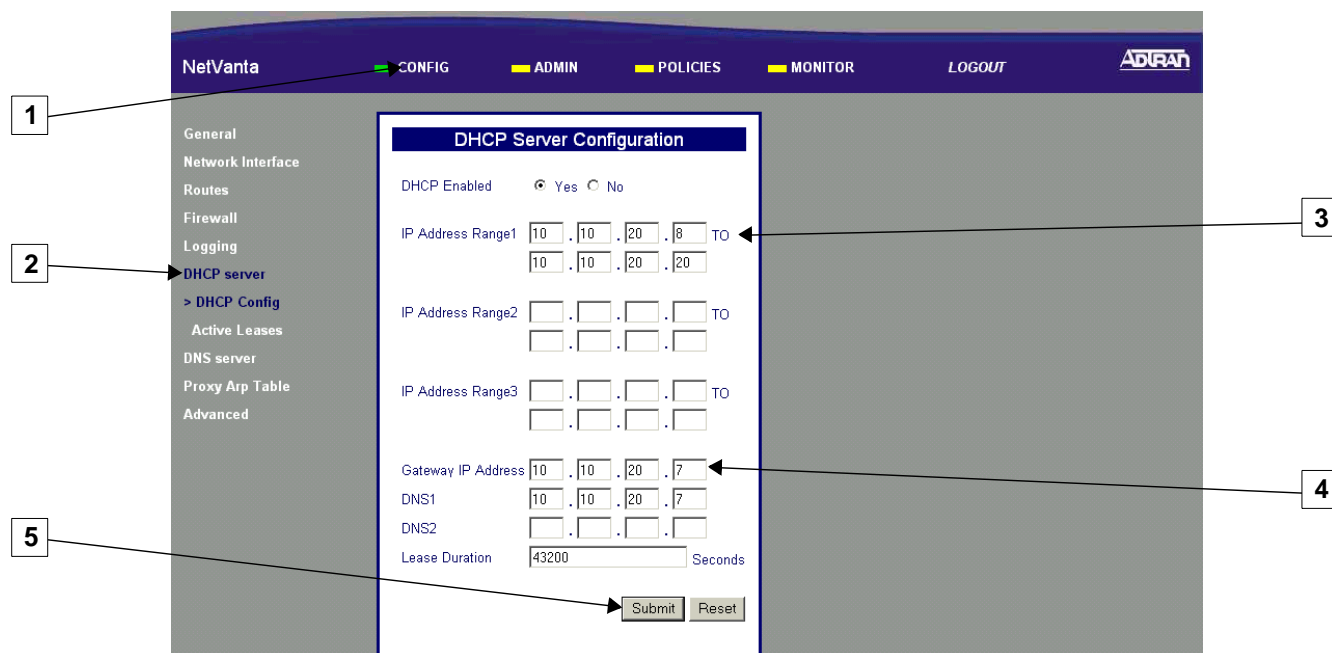 NetVanta CONFIG ADMIN POLICIES MONITOR LOGOUT ADTRAN
1
General
Network Interface
Routes
Firewall
Logging
2
DHCP server
> DHCP Config
Active Leases
DNS server
Proxy Arp Table
Advanced
DHCP Server Configuration
DHCP Enabled Yes No
IP Address Range1 10 . 10 . 20 . 8 TO
10 . 10 . 20 . 20
3
IP Address Range2 . . . TO
. . .
IP Address Range3 . . . TO
. . .
Gateway IP Address 10 . 10 . 20 . 7
4
DNS1 10 . 10 . 20 . 7
DNS2 . . .
5
Lease Duration 43200 Seconds
Submit Reset